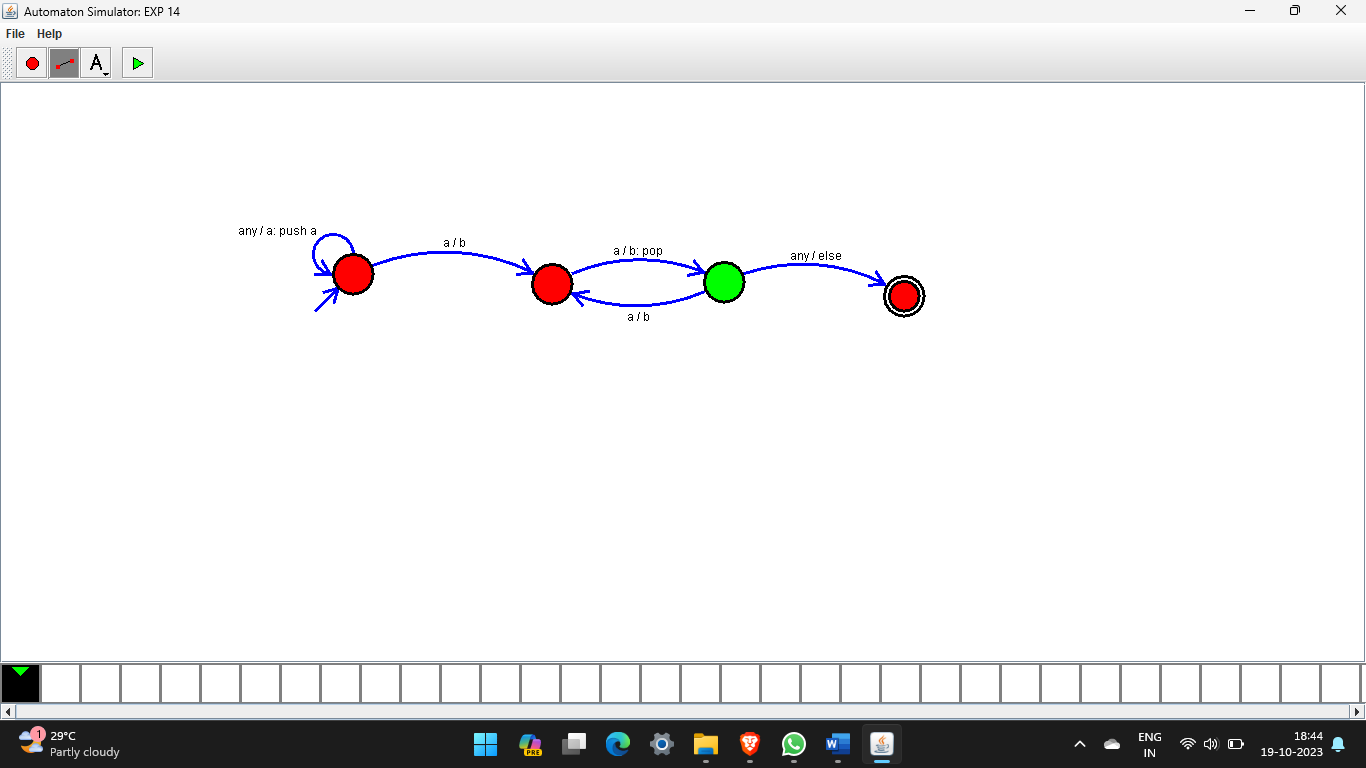 Automaton Simulator: EXP 14
File Help
A
any / a: push a
a / b
a / b: pop
any / else
a / b
1
29°C
Partly cloudy
PRE
W
ENG
IN
18:44
19-10-2023